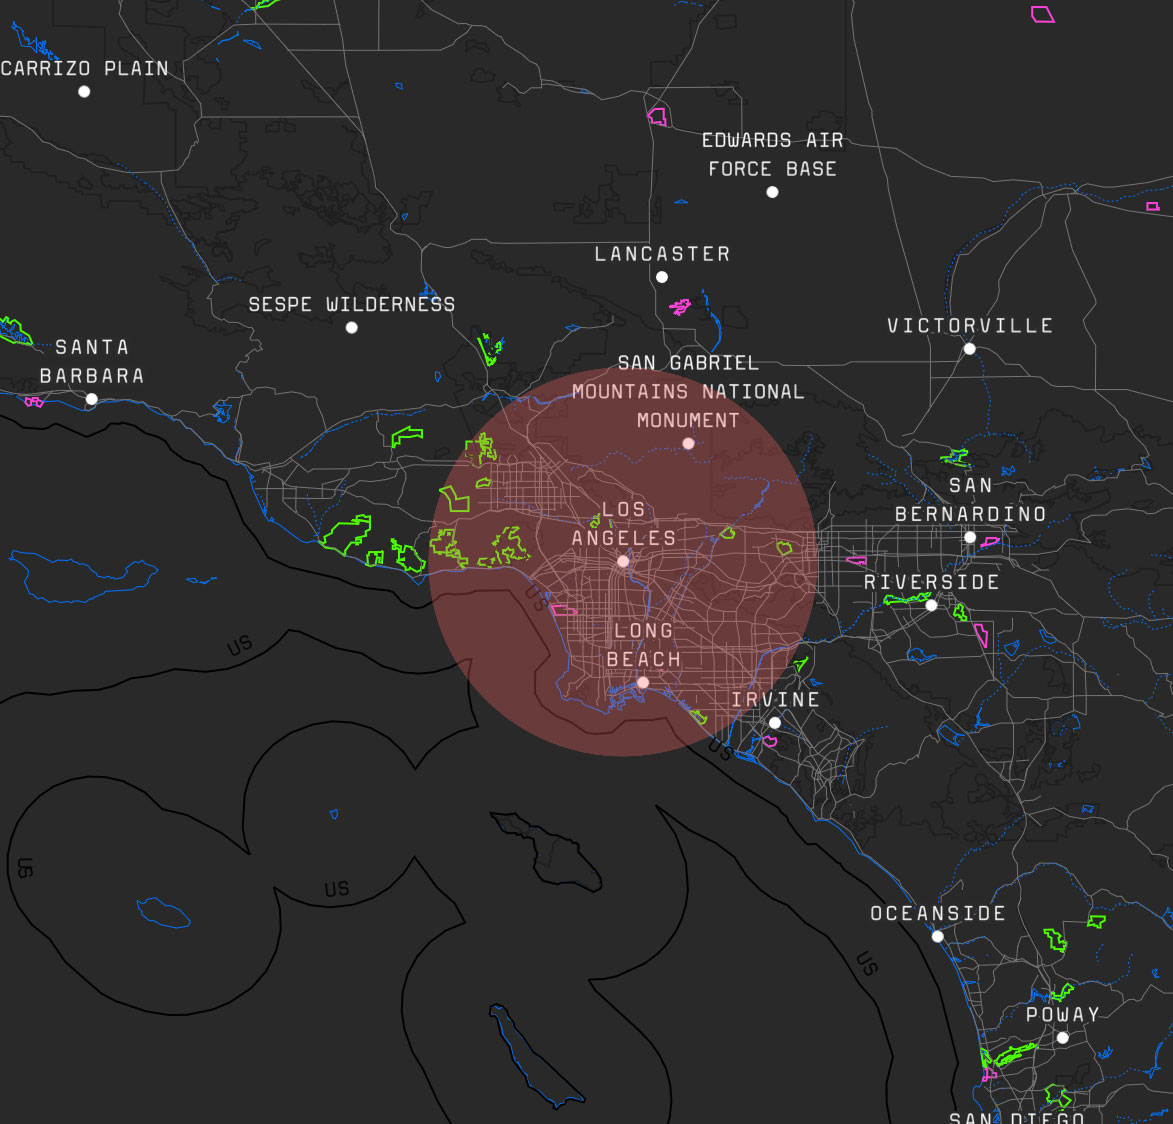 CARRIZO PLAIN
EDWARDS AIR
FORCE BASE
LANCASTER
SESPE WILDERNESS
VICTORVILLE
SANTA
BARBARA
SAN GABRIEL
MOUNTAINS NATIONAL
MONUMENT
SAN
BERNARDINO
LOS
ANGELES
RIVERSIDE
US
LONG
BEACH
US
IRVINE
US
US
US
OCEANSIDE
US
POWAY
SAN DIEGO